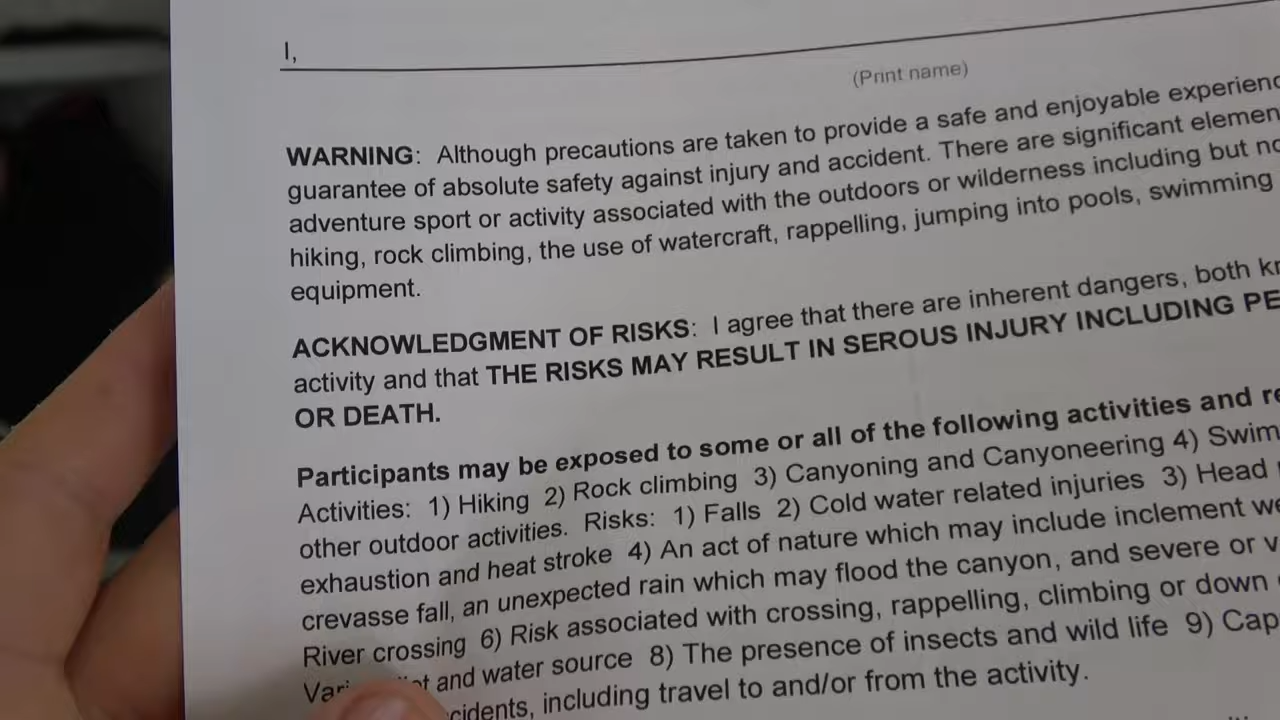 I,
(Print name)
WARNING: Although precautions are taken to provide a safe and enjoyable
guarantee of absolute safety against injury and accident. There are significant
adventure sport or activity associated with the outdoors or wilderness including but
hiking, rock climbing, the use of watercraft, rappelling, jumping into pools, swimming
equipment.
ACKNOWLEDGMENT OF RISKS: I agree that there are inherent dangers, both
activity and that THE RISKS MAY RESULT IN SEROUS INJURY INCLUDING
OR DEATH.
Participants may be exposed to some or all of the following activities and
Activities: 1) Hiking 2) Rock climbing 3) Canyoning and Canyoneering 4)
other outdoor activities. Risks: 1) Falls 2) Cold water related injuries 3) Head
exhaustion and heat stroke 4) An act of nature which may include inclement
crevasse fall, an unexpected rain which may flood the canyon, and severe or
River crossing 6) Risk associated with crossing, rappelling, climbing or down
and water source 8) The presence of insects and wild life 9)
including travel to and/or from the activity.